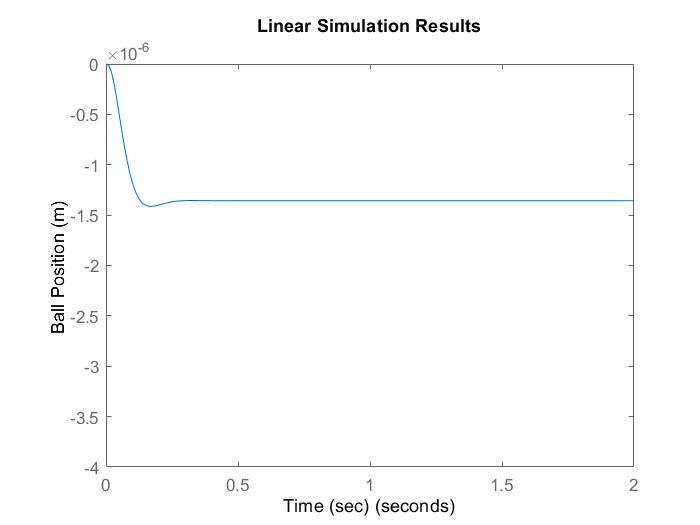 Linear Simulation Results
×10⁻⁶
0
-0.5
-1
-1.5
-2
-2.5
-3
-3.5
-4
Ball Position (m)
0 0.5 1 1.5 2
Time (sec) (seconds)